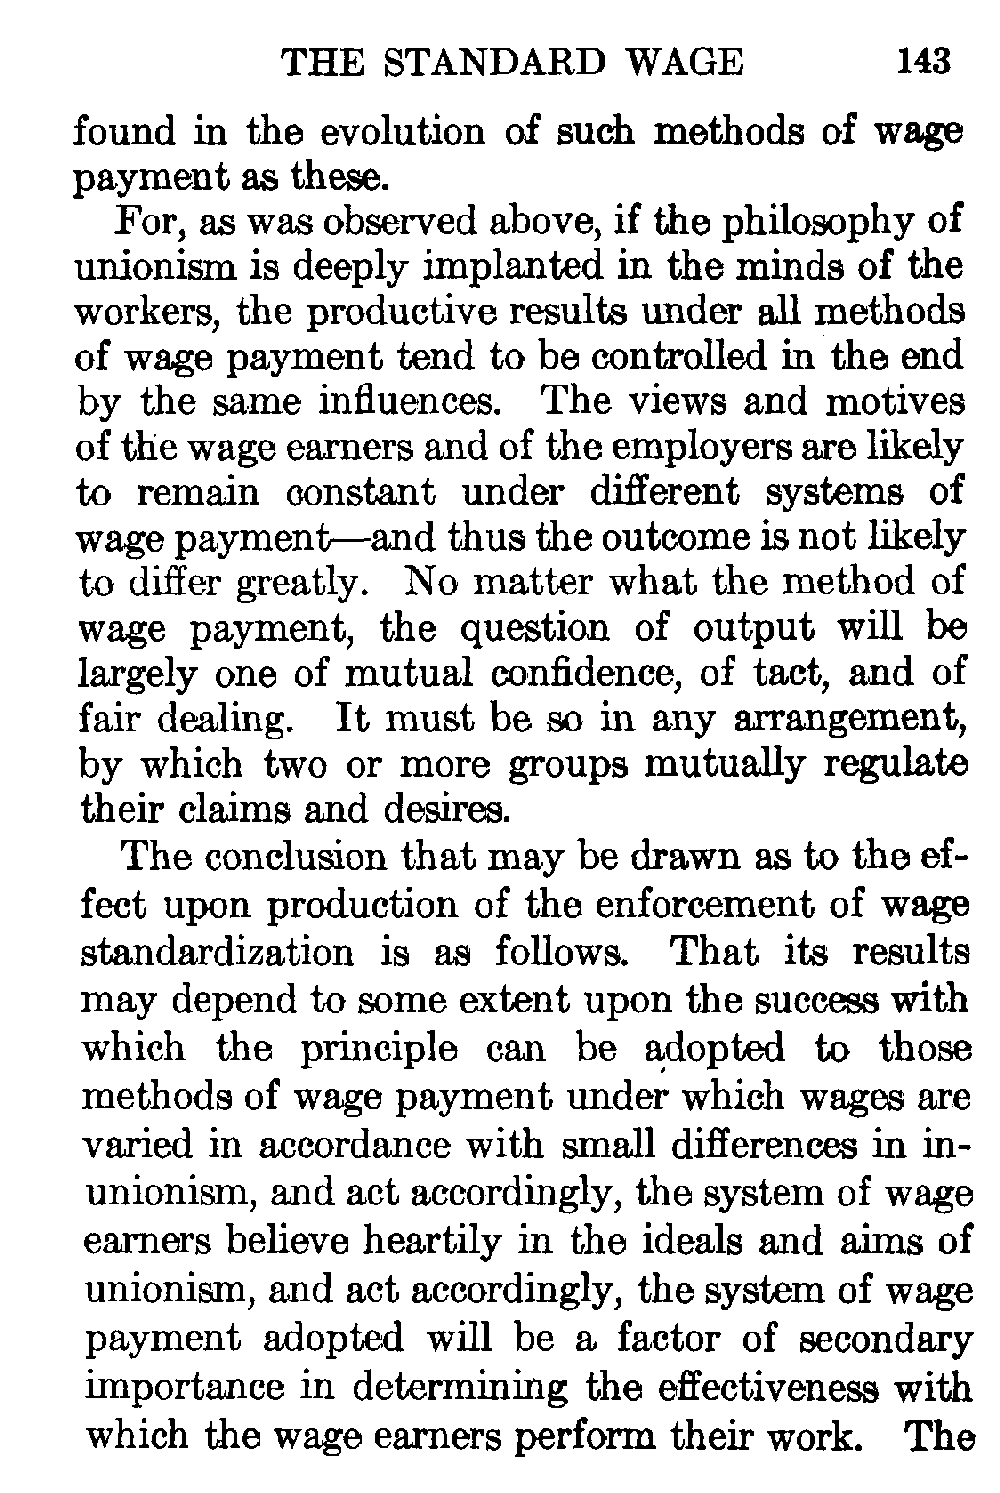 THE STANDARD WAGE 143
found in the evolution of such methods of wage
payment as these.
For, as was observed above, if the philosophy of
unionism is deeply implanted in the minds of the
workers, the productive results under all methods
of wage payment tend to be controlled in the end
by the same influences. The views and motives
of the wage earners and of the employers are likely
to remain constant under different systems of
wage payment—and thus the outcome is not likely
to differ greatly. No matter what the method of
wage payment, the question of output will be
largely one of mutual confidence, of tact, and of
fair dealing. It must be so in any arrangement,
by which two or more groups mutually regulate
their claims and desires.
The conclusion that may be drawn as to the ef-
fect upon production of the enforcement of wage
standardization is as follows. That its results
may depend to some extent upon the success with
which the principle can be adopted to those
methods of wage payment under which wages are
varied in accordance with small differences in in-
unionism, and act accordingly, the system of wage
earners believe heartily in the ideals and aims of
unionism, and act accordingly, the system of wage
payment adopted will be a factor of secondary
importance in determining the effectiveness with
which the wage earners perform their work. The